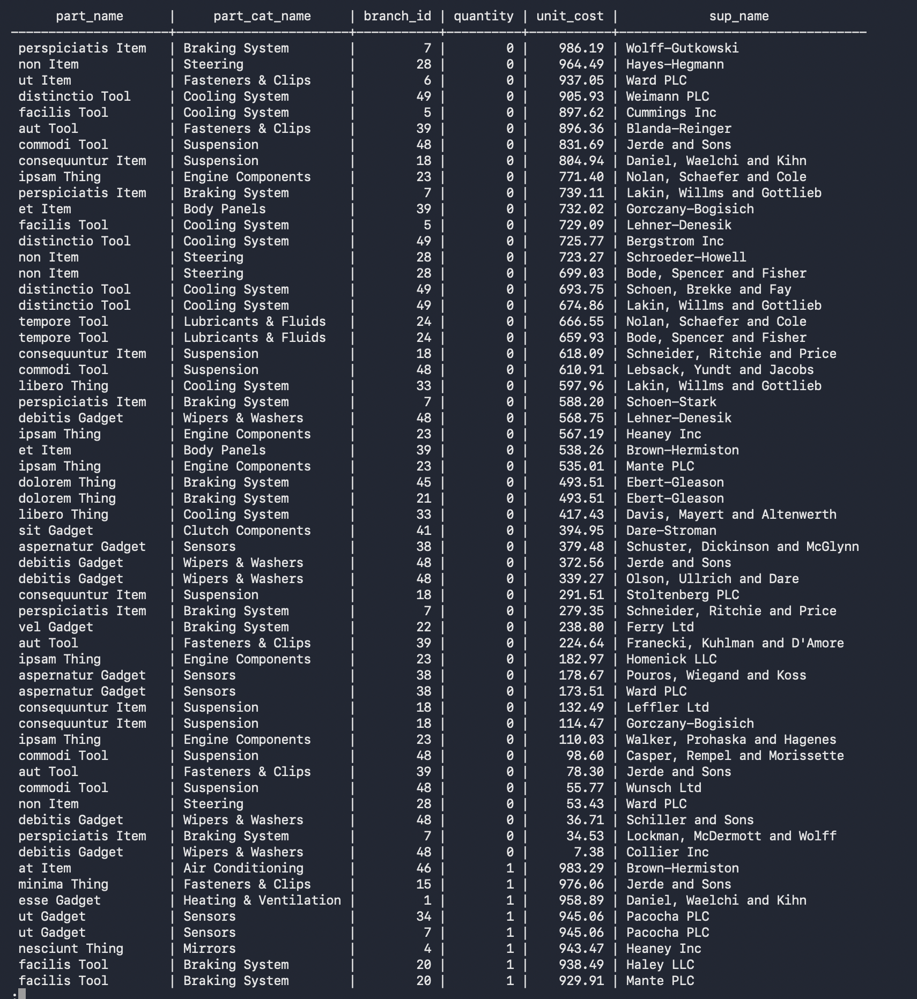 part_name | part_cat_name | branch_id | quantity | unit_cost | sup_name
perspiciatis Item | Braking System | 7 | 0 | 986.19 | Wolff-Gutkowski
non Item | Steering | 28 | 0 | 964.49 | Hayes-Hegmann
ut Item | Fasteners & Clips | 6 | 0 | 937.05 | Ward PLC
distinctio Tool | Cooling System | 49 | 0 | 905.93 | Weimann PLC
facilis Tool | Cooling System | 5 | 0 | 897.62 | Cummings Inc
aut Tool | Fasteners & Clips | 39 | 0 | 896.36 | Blanda-Reinger
commodi Tool | Suspension | 48 | 0 | 831.69 | Jerde and Sons
consequuntur Item | Suspension | 18 | 0 | 804.94 | Daniel, Waelchi and Kihn
ipsam Thing | Engine Components | 23 | 0 | 771.40 | Nolan, Schaefer and Cole
perspiciatis Item | Braking System | 7 | 0 | 739.11 | Lakin, Willms and Gottlieb
et Item | Body Panels | 39 | 0 | 732.02 | Gorczany-Bogisich
facilis Tool | Cooling System | 5 | 0 | 729.09 | Lehner-Denesik
distinctio Tool | Cooling System | 49 | 0 | 725.77 | Bergstrom Inc
non Item | Steering | 28 | 0 | 723.27 | Schroeder-Howell
non Item | Steering | 28 | 0 | 699.03 | Bode, Spencer and Fisher
distinctio Tool | Cooling System | 49 | 0 | 693.75 | Schoen, Brekke and Fay
distinctio Tool | Cooling System | 49 | 0 | 674.86 | Lakin, Willms and Gottlieb
tempore Tool | Lubricants & Fluids | 24 | 0 | 666.55 | Nolan, Schaefer and Cole
tempore Tool | Lubricants & Fluids | 24 | 0 | 659.93 | Bode, Spencer and Fisher
consequuntur Item | Suspension | 18 | 0 | 618.09 | Schneider, Ritchie and Price
commodi Tool | Suspension | 48 | 0 | 610.91 | Lebsack, Yundt and Jacobs
libero Thing | Cooling System | 33 | 0 | 597.96 | Lakin, Willms and Gottlieb
perspiciatis Item | Braking System | 7 | 0 | 588.20 | Schoen-Stark
debitis Gadget | Wipers & Washers | 48 | 0 | 568.75 | Lehner-Denesik
ipsam Thing | Engine Components | 23 | 0 | 567.19 | Heaney Inc
et Item | Body Panels | 39 | 0 | 538.26 | Brown-Hermiston
ipsam Thing | Engine Components | 23 | 0 | 535.01 | Mante PLC
dolorem Thing | Braking System | 45 | 0 | 493.51 | Ebert-Gleason
dolorem Thing | Braking System | 21 | 0 | 493.51 | Ebert-Gleason
libero Thing | Cooling System | 33 | 0 | 417.43 | Davis, Mayert and Altenwerth
sit Gadget | Clutch Components | 41 | 0 | 394.95 | Dare-Stroman
aspernatur Gadget | Sensors | 38 | 0 | 379.48 | Schuster, Dickinson and McGlynn
debitis Gadget | Wipers & Washers | 48 | 0 | 372.56 | Jerde and Sons
debitis Gadget | Wipers & Washers | 48 | 0 | 339.27 | Olson, Ullrich and Dare
consequuntur Item | Suspension | 18 | 0 | 291.51 | Stoltenberg PLC
perspiciatis Item | Braking System | 7 | 0 | 279.35 | Schneider, Ritchie and Price
vel Gadget | Braking System | 22 | 0 | 238.80 | Ferry Ltd
aut Tool | Fasteners & Clips | 39 | 0 | 224.64 | Franecki, Kuhlman and D'Amore
ipsam Thing | Engine Components | 23 | 0 | 182.97 | Homenick LLC
aspernatur Gadget | Sensors | 38 | 0 | 178.67 | Pouros, Wiegand and Koss
aspernatur Gadget | Sensors | 38 | 0 | 173.51 | Ward PLC
consequuntur Item | Suspension | 18 | 0 | 132.49 | Leffler Ltd
consequuntur Item | Suspension | 18 | 0 | 114.47 | Gorczany-Bogisich
ipsam Thing | Engine Components | 23 | 0 | 110.03 | Walker, Prohaska and Hagenes
commodi Tool | Suspension | 48 | 0 | 98.60 | Casper, Rempel and Morissette
aut Tool | Fasteners & Clips | 39 | 0 | 78.30 | Jerde and Sons
commodi Tool | Suspension | 48 | 0 | 55.77 | Wunsch Ltd
non Item | Steering | 28 | 0 | 53.43 | Ward PLC
debitis Gadget | Wipers & Washers | 48 | 0 | 36.71 | Schiller and Sons
perspiciatis Item | Braking System | 7 | 0 | 34.53 | Lockman, McDermott and Wolff
debitis Gadget | Wipers & Washers | 48 | 0 | 7.38 | Collier Inc
at Item | Air Conditioning | 46 | 1 | 983.29 | Brown-Hermiston
minima Thing | Fasteners & Clips | 15 | 1 | 976.06 | Jerde and Sons
esse Gadget | Heating & Ventilation | 1 | 1 | 958.89 | Daniel, Waelchi and Kihn
ut Gadget | Sensors | 34 | 1 | 945.06 | Pacocha PLC
ut Gadget | Sensors | 7 | 1 | 945.06 | Pacocha PLC
nesciunt Thing | Mirrors | 4 | 1 | 943.47 | Heaney Inc
facilis Tool | Braking System | 20 | 1 | 938.49 | Haley LLC
facilis Tool | Braking System | 20 | 1 | 929.91 | Mante PLC
: